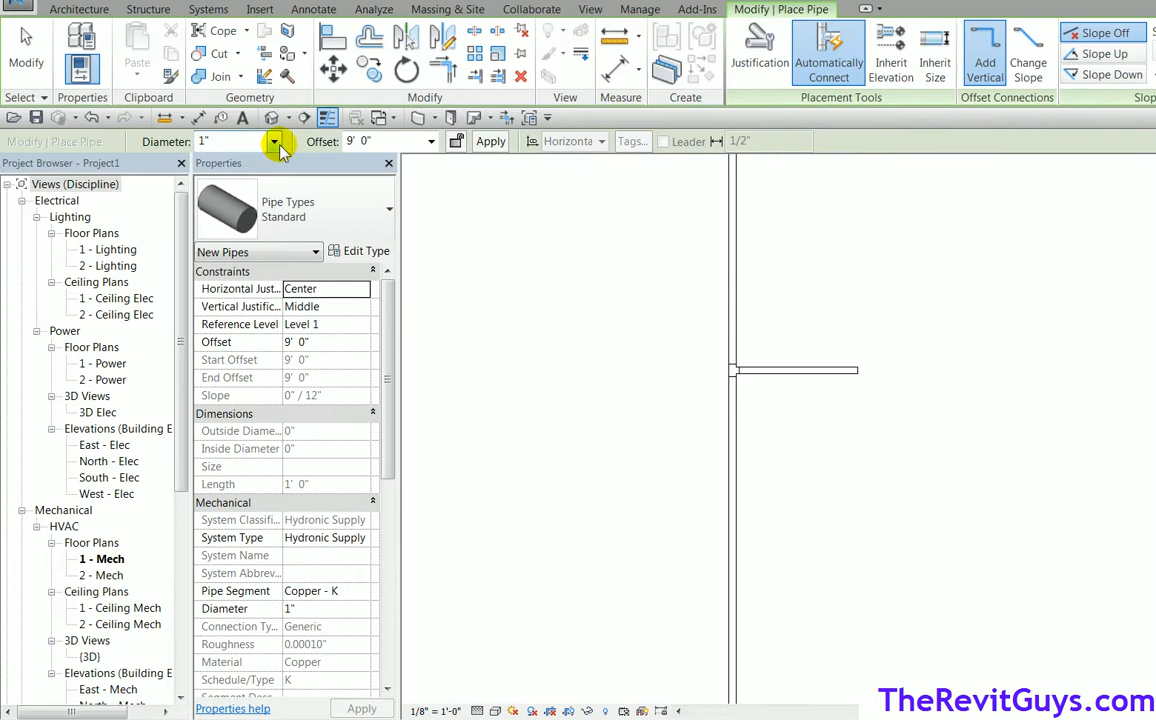 Architecture Structure Systems Insert Annotate Analyze Massing & Site Collaborate View Manage Add-Ins Modify | Place Pipe
Modify Paste Cope Cut Join Justification Automatically Connect Inherit Elevation Inherit Size Add Vertical Change Slope Slope Off Slope Up Slope Down
Select Properties Clipboard Geometry Modify View Measure Create Placement Tools Offset Connections Slop
Modify | Place Pipe Diameter: 1" Offset: 9' 0" Apply Horizonta Tags... Leader 1/2"
Project Browser - Project1
Views (Discipline)
Electrical
Lighting
Floor Plans
1 - Lighting
2 - Lighting
Ceiling Plans
1 - Ceiling Elec
2 - Ceiling Elec
Power
Floor Plans
1 - Power
2 - Power
3D Views
3D Elec
Elevations (Building E
East - Elec
North - Elec
South - Elec
West - Elec
Mechanical
HVAC
Floor Plans
1 - Mech
2 - Mech
Ceiling Plans
1 - Ceiling Mech
2 - Ceiling Mech
3D Views
{3D}
Elevations (Building E
East - Mech
Properties
Pipe Types
Standard
New Pipes Edit Type
Constraints
Horizontal Just... Center
Vertical Justific... Middle
Reference Level Level 1
Offset 9' 0"
Start Offset 9' 0"
End Offset 9' 0"
Slope 0" / 12"
Dimensions
Outside Diame... 0"
Inside Diameter 0"
Size
Length 1' 0"
Mechanical
System Classifi... Hydronic Supply
System Type Hydronic Supply
System Name
System Abbrev...
Pipe Segment Copper - K
Diameter 1"
Connection Ty... Generic
Roughness 0.00010"
Material Copper
Schedule/Type K
Properties help Apply
1/8" = 1'-0"
TheRevitGuys.com